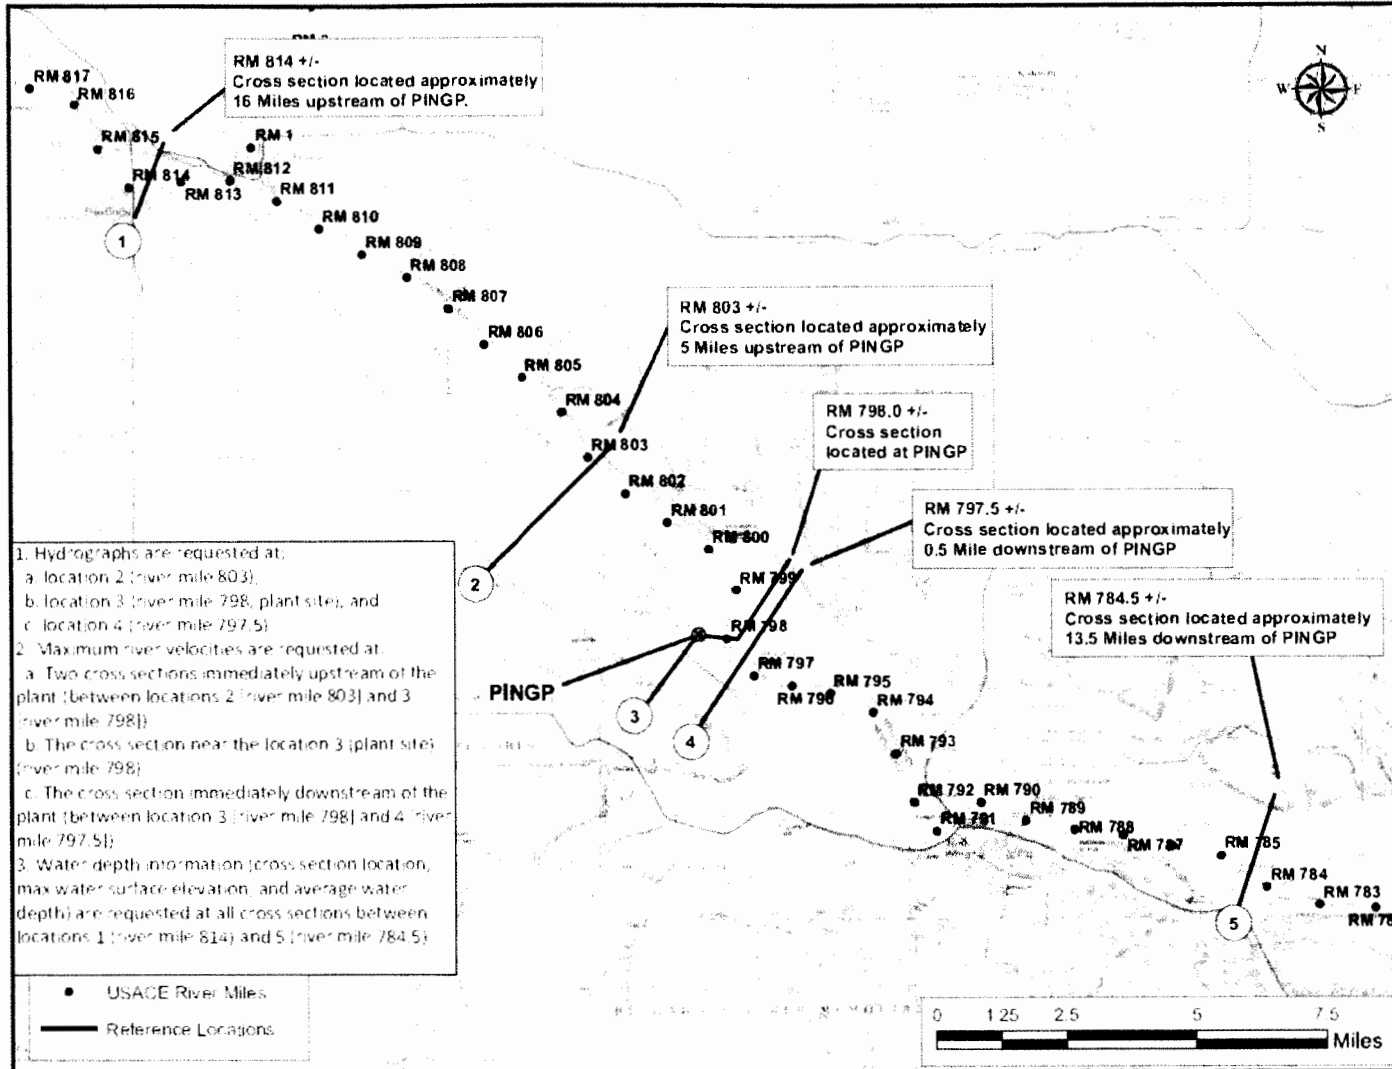 RM 817
RM 816
RM 815
RM 814
RM 813
RM 812
RM 1
RM 811
RM 810
RM 809
RM 808
RM 807
RM 806
RM 805
RM 804
RM 803
RM 802
RM 801
RM 800
RM 799
RM 798
RM 797
RM 796
RM 795
RM 794
RM 793
RM 792
RM 791
RM 790
RM 789
RM 788
RM 787
RM 785
RM 784
RM 783
RM 814 +/-
Cross section located approximately
16 Miles upstream of PINGP.
N
W
E
S
RM 803 +/-
Cross section located approximately
5 Miles upstream of PINGP
RM 798.0 +/-
Cross section
located at PINGP
RM 797.5 +/-
Cross section located approximately
0.5 Mile downstream of PINGP
RM 784.5 +/-
Cross section located approximately
13.5 Miles downstream of PINGP
1
2
3
4
5
PINGP
1. Hydrographs are requested at:
a. location 2 (river mile 803),
b. location 3 (river mile 798, plant site), and
c. location 4 (river mile 797.5)
2. Maximum river velocities are requested at:
a. Two cross sections immediately upstream of the
plant (between locations 2 [river mile 803] and 3
[river mile 798])
b. The cross section near the location 3 (plant site)
(river mile 798)
c. The cross section immediately downstream of the
plant (between location 3 [river mile 798] and 4 [river
mile 797.5])
3. Water depth information (cross section location,
max water surface elevation, and average water
depth) are requested at all cross sections between
locations 1 (river mile 814) and 5 (river mile 784.5)
USACE River Miles
Reference Locations
0 1.25 2.5 5 7.5
Miles